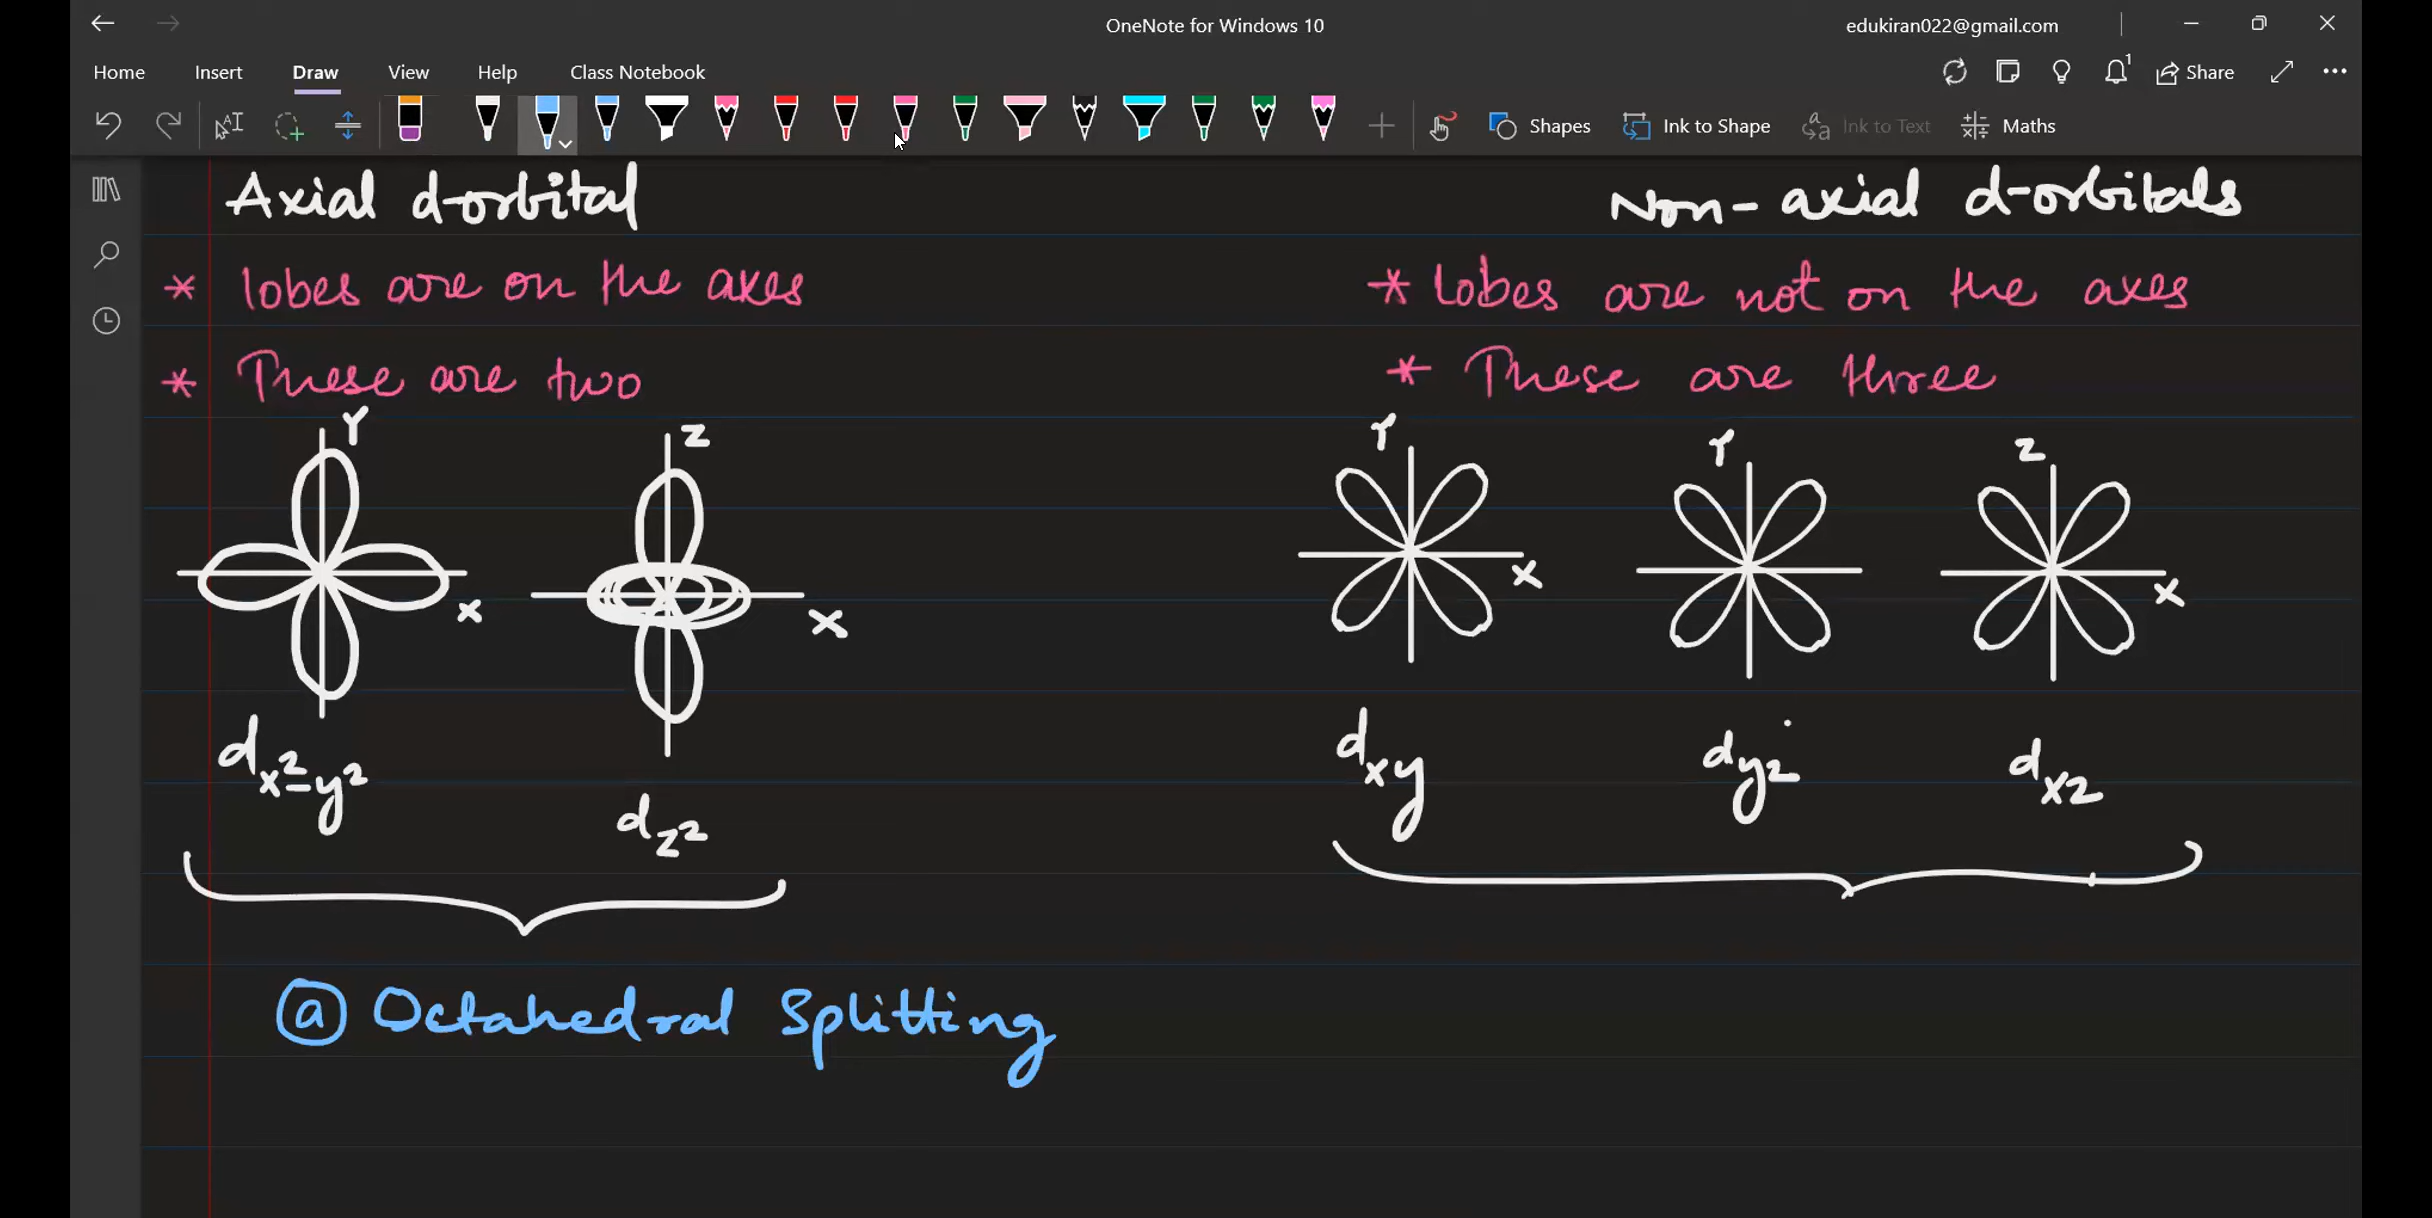 OneNote for Windows 10
edukiran022@gmail.com
Home Insert Draw View Help Class Notebook
Share
Shapes Ink to Shape Ink to Text Maths
Axial d-orbital
Non-axial d-orbitals
* lobes are on the axes
* lobes are not on the axes
* These are two
* These are three
Y
Z
Y
Y
Z
X
X
X
X
dx²-y²
dz²
dxy
dyz
dxz
ⓐ Octahedral Splitting